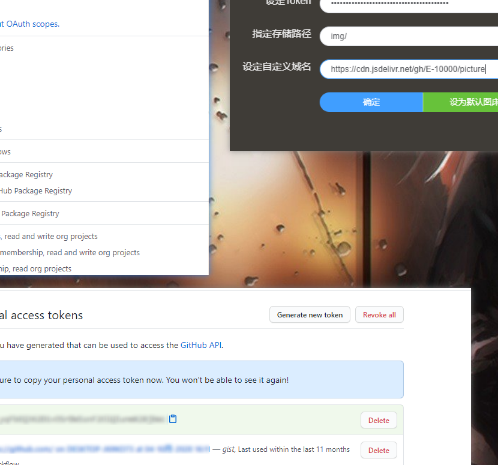 设定Token
指定存储路径
img/
设定自定义域名
https://cdn.jsdelivr.net/gh/E-10000/picture
确定
设为默认图床
ut OAuth scopes.
ories
s
ows
ackage Registry
Hub Package Registry
Package Registry
, read and write org projects
membership, read and write org projects
hip, read org projects
al access tokens
Generate new token
Revoke all
ou have generated that can be used to access the GitHub API.
ure to copy your personal access token now. You won't be able to see it again!
Delete
— gist, Last used within the last 11 months
Delete